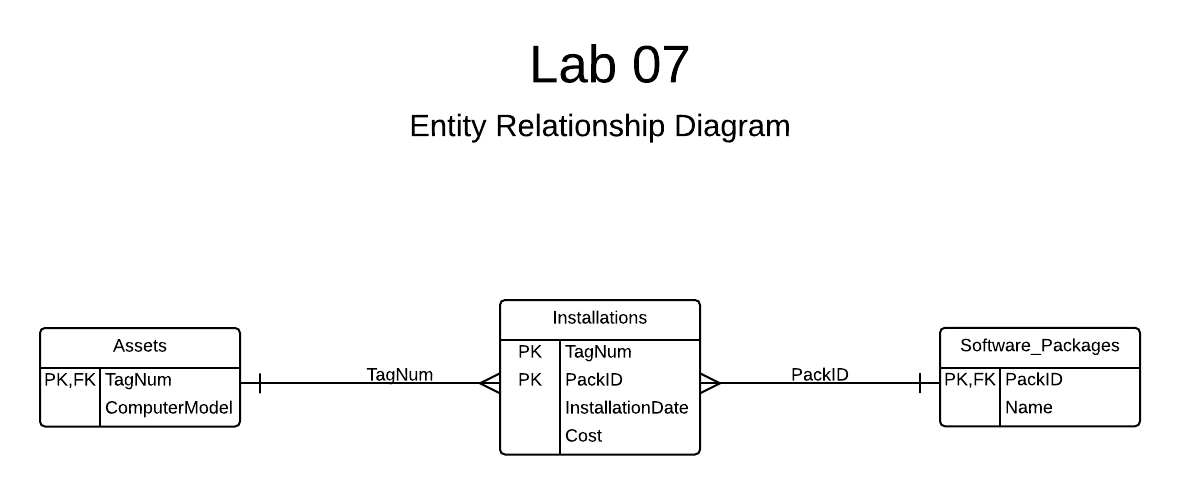 Lab 07
Entity Relationship Diagram
Assets
PK,FK TagNum
ComputerModel
TagNum
Installations
PK TagNum
PK PackID
InstallationDate
Cost
PackID
Software_Packages
PK,FK PackID
Name